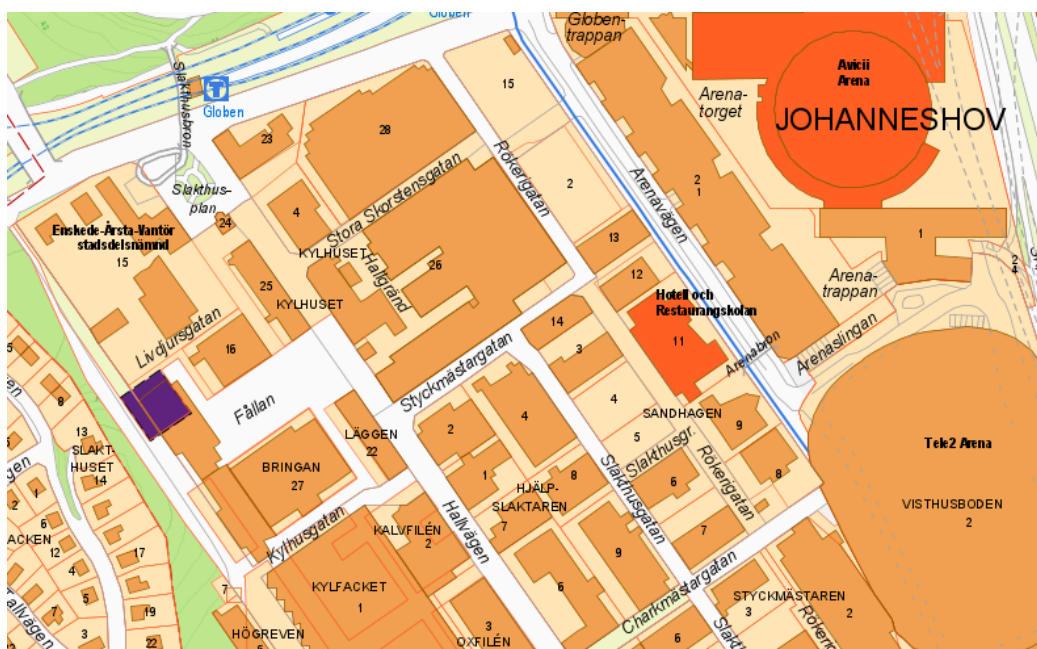 Globen
Globen-
trappan
Slakthusbron
Globen
15
Avicii
Arena
Arena-
torget
JOHANNESHOV
23
28
Rökerigatan
Arenavägen
2
2
1
Slakthus-
plan
4
Stora Skorstensgatan
24
Enskede-Årsta-Vantör
stadsdelsnämnd
15
KYLHUSET
Hallgränd
26
13
1
2
4
25
KYLHUSET
12
Arena-
trappan
Hotell och
Restaurangskolan
11
Livdjursgatan
16
14
3
Arenabron
Arenaslingan
Styckmästargatan
5
8
Fållan
4
4
SANDHAGEN
9
13
SLAKT-
HUSET
14
LÄGGEN
22
2
5
Slakthusgr.
Rökerigatan
Tele2 Arena
BRINGAN
27
1
HJÄLP-
SLAKTAREN
7
8
Slakthusgatan
6
8
VISTHUSBODEN
2
1
2
6
ACKEN
12
4
17
Kylhusgatan
KALVFILÉN
2
Hallvägen
9
7
7
KYLFACKET
1
6
Charkmästargatan
STYCKMÄSTAREN
3
2
5
7
19
3
22
Tallvägen
HÖGREVEN
3
OXFILÉN
6